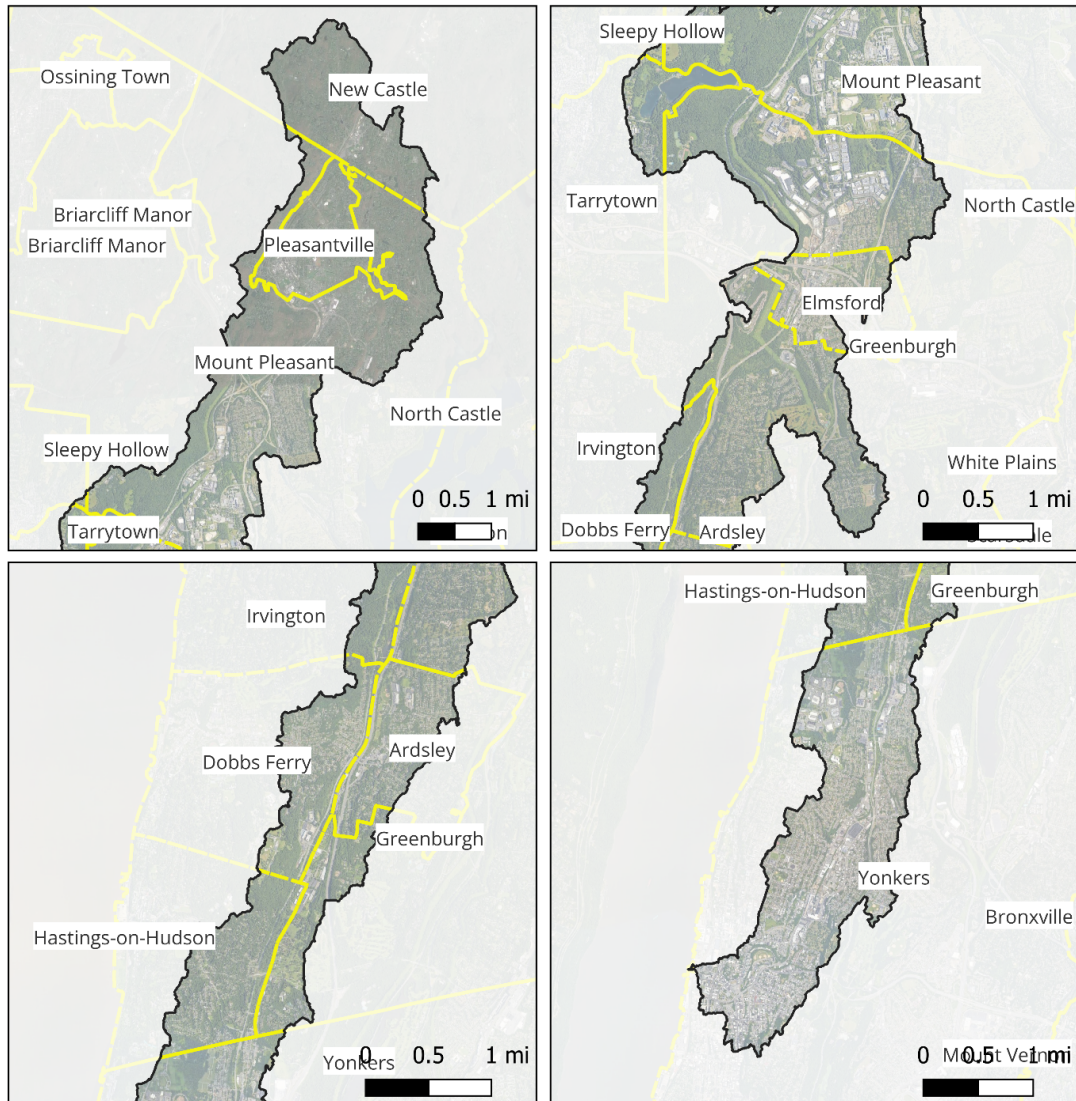 Ossining Town
New Castle
Briarcliff Manor
Briarcliff Manor
Pleasantville
Mount Pleasant
North Castle
Sleepy Hollow
Tarrytown
0 0.5 1 mi
Sleepy Hollow
Mount Pleasant
Tarrytown
North Castle
Elmsford
Greenburgh
Irvington
White Plains
0 0.5 1 mi
Dobbs Ferry
Ardsley
Irvington
Dobbs Ferry
Ardsley
Greenburgh
Hastings-on-Hudson
Yonkers
0 0.5 1 mi
Hastings-on-Hudson
Greenburgh
Yonkers
Bronxville
0 0.5 1 mi
Mount Vernon